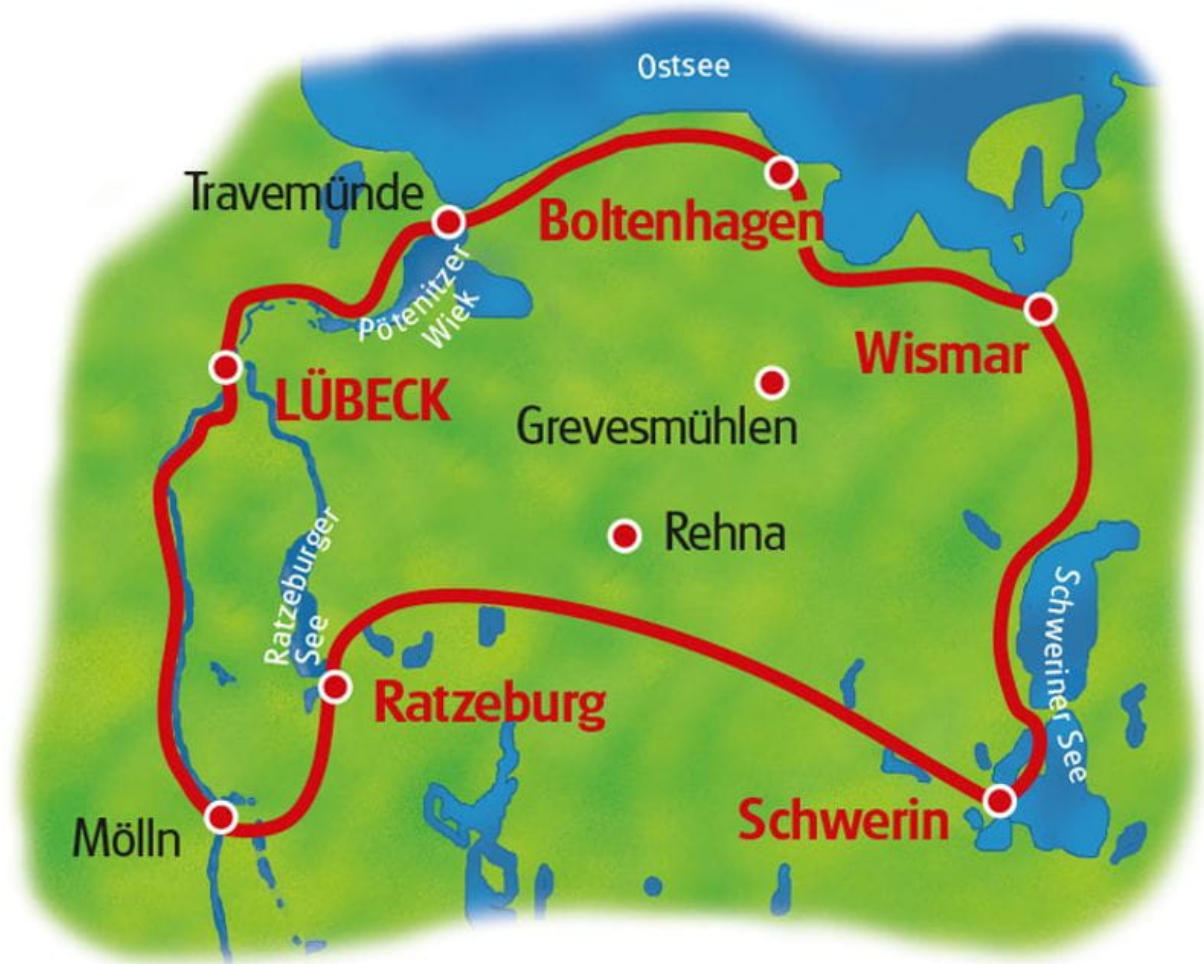 Ostsee
Travemünde
Boltenhagen
Pötenitzer
Wiek
Wismar
LÜBECK
Grevesmühlen
Rehna
Ratzeburger
See
Schweriner See
Ratzeburg
Schwerin
Mölln